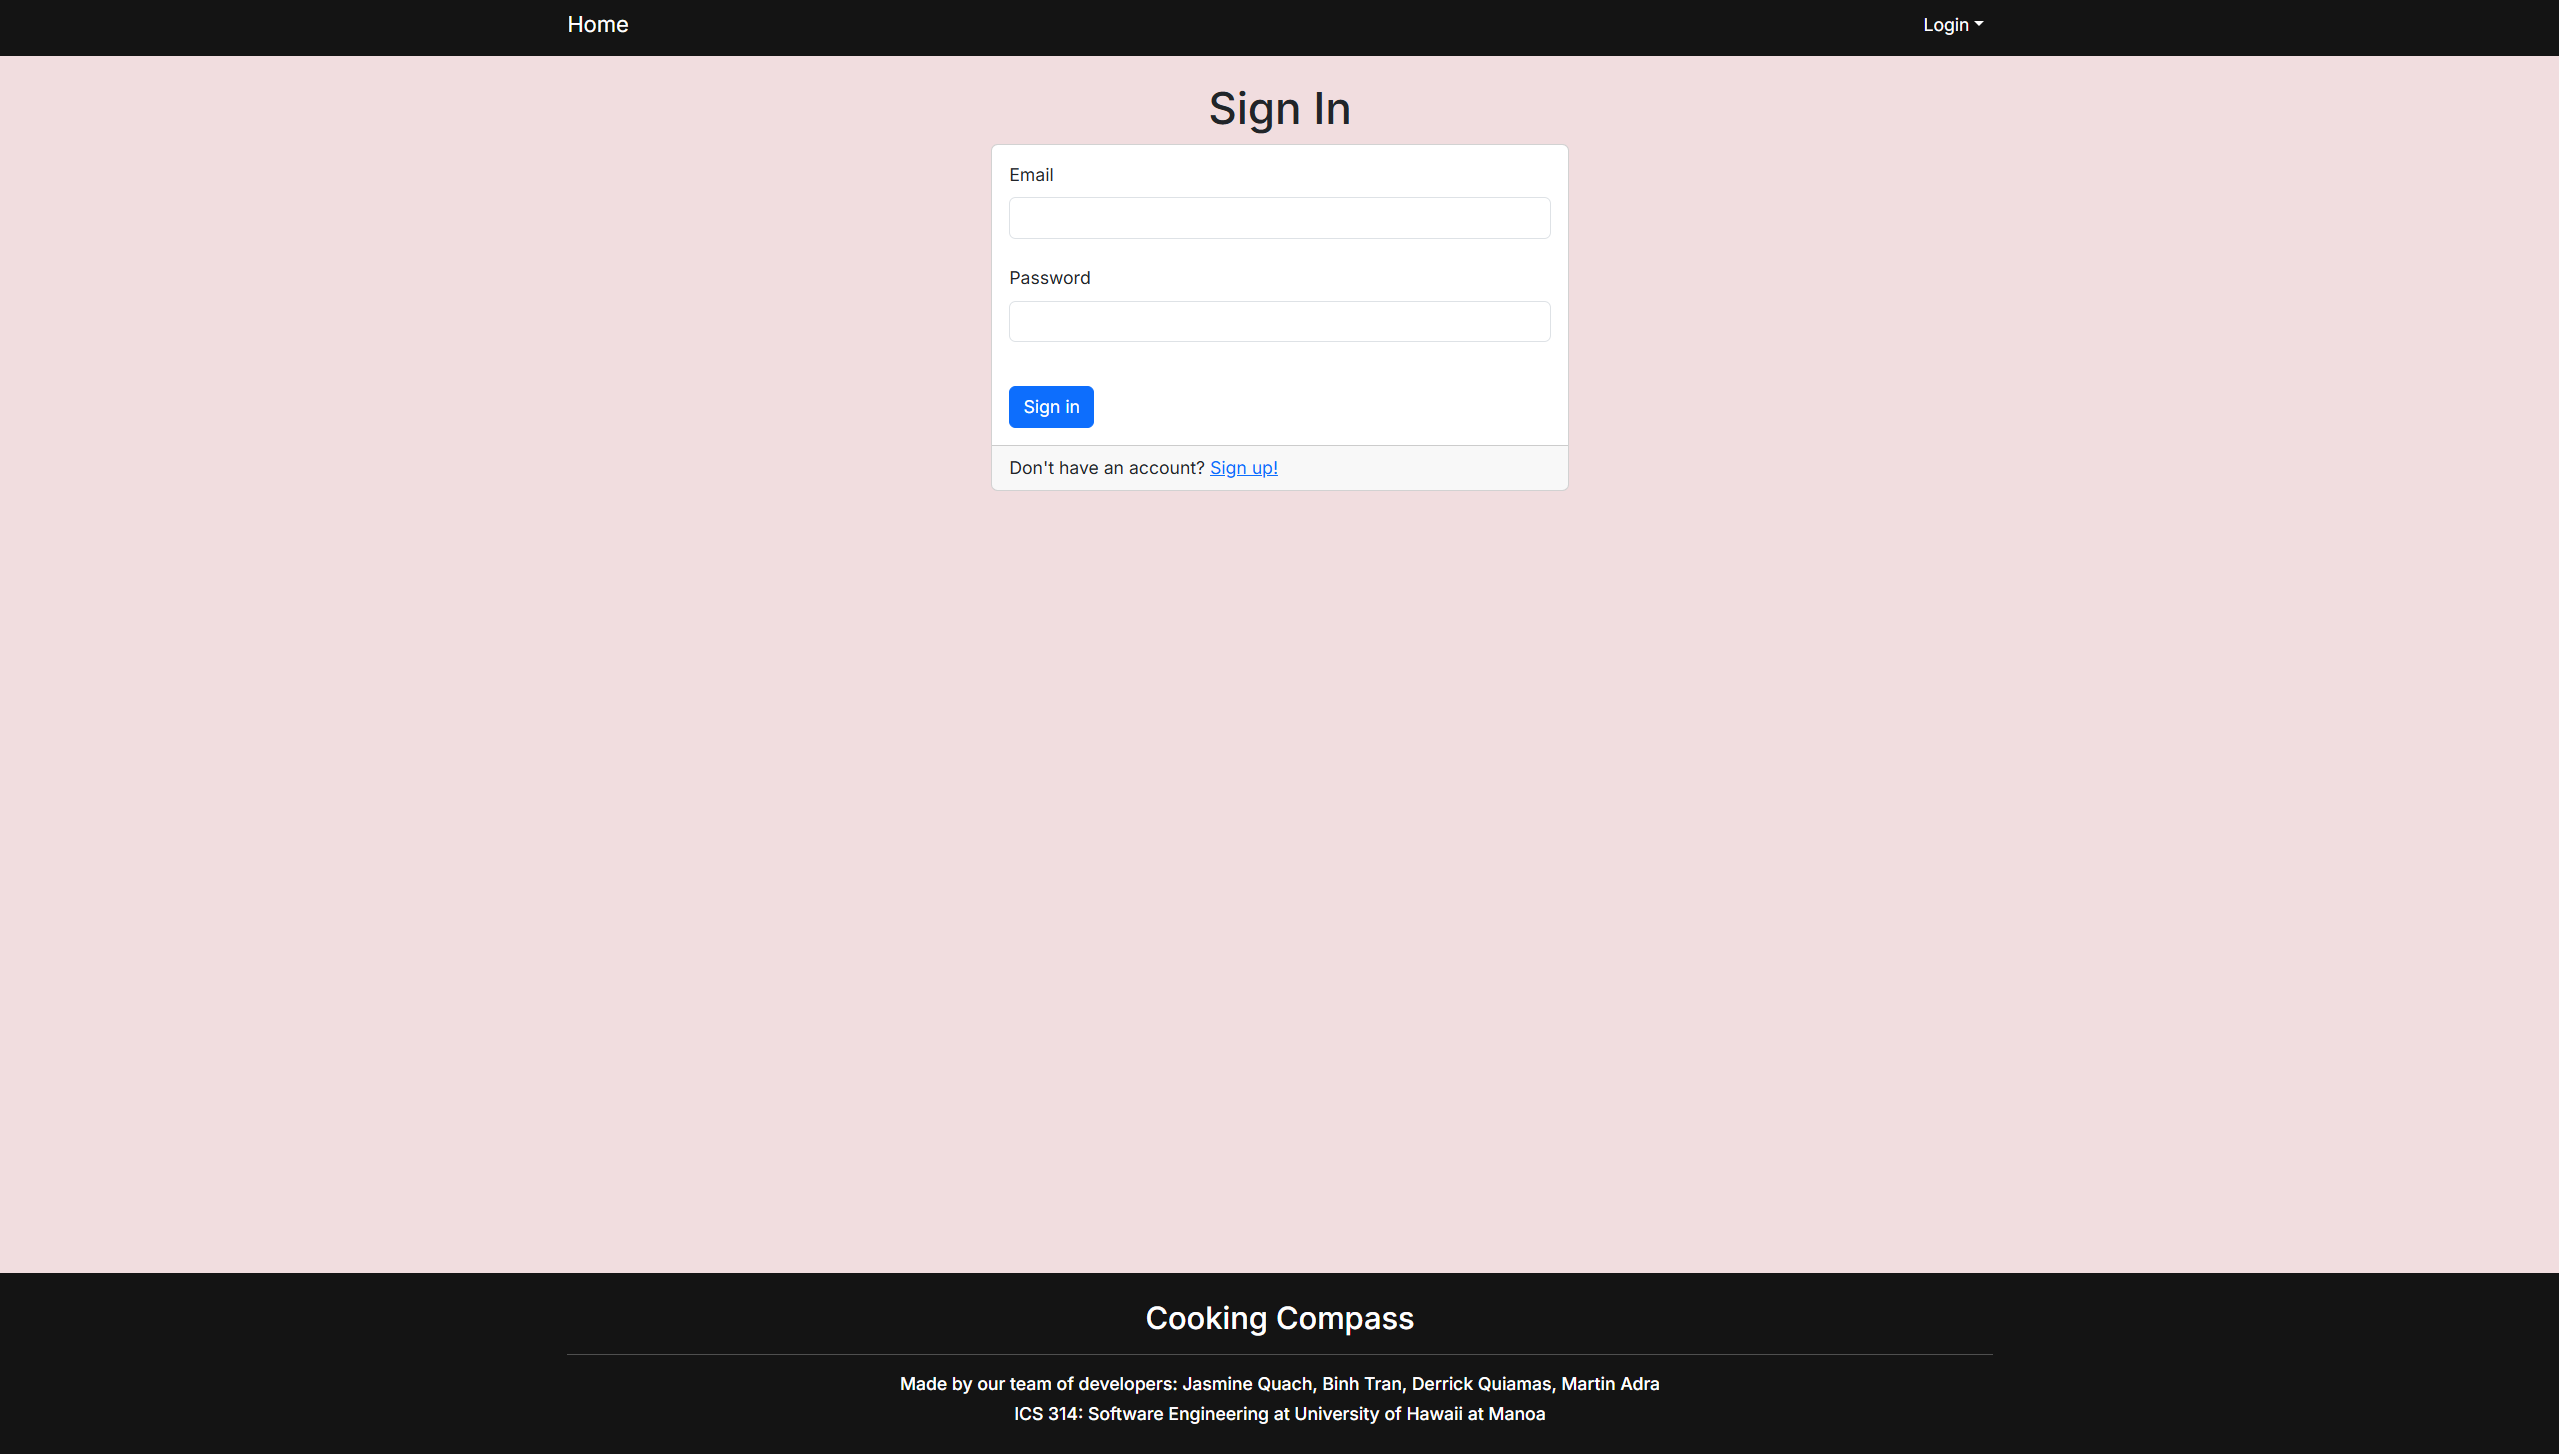 Home
Login
Sign In
Email
Password
Sign in
Don't have an account? Sign up!
Cooking Compass
Made by our team of developers: Jasmine Quach, Binh Tran, Derrick Quiamas, Martin Adra
ICS 314: Software Engineering at University of Hawaii at Manoa